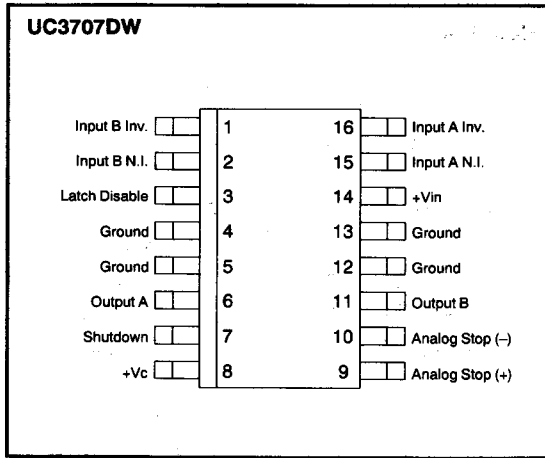 UC3707DW
Input B Inv. 1 16 Input A Inv.
Input B N.I. 2 15 Input A N.I.
Latch Disable 3 14 +Vin
Ground 4 13 Ground
Ground 5 12 Ground
Output A 6 11 Output B
Shutdown 7 10 Analog Stop (–)
+Vc 8 9 Analog Stop (+)